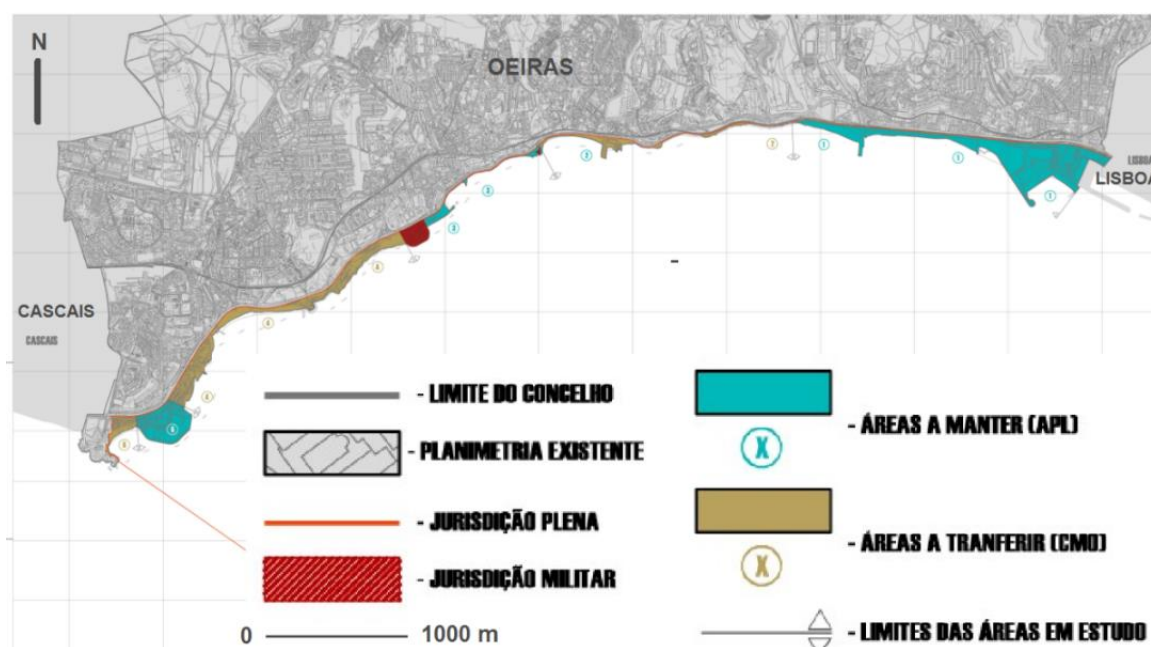 N
OEIRAS
LISBOA
LISBOA
CASCAIS
CASCAIS
- LIMITE DO CONCELHO
- PLANIMETRIA EXISTENTE
- JURISDIÇÃO PLENA
- JURISDIÇÃO MILITAR
0 1000 m
- ÁREAS A MANTER (APL)
X
- ÁREAS A TRANFERIR (CMO)
X
- LIMITES DAS ÁREAS EM ESTUDO